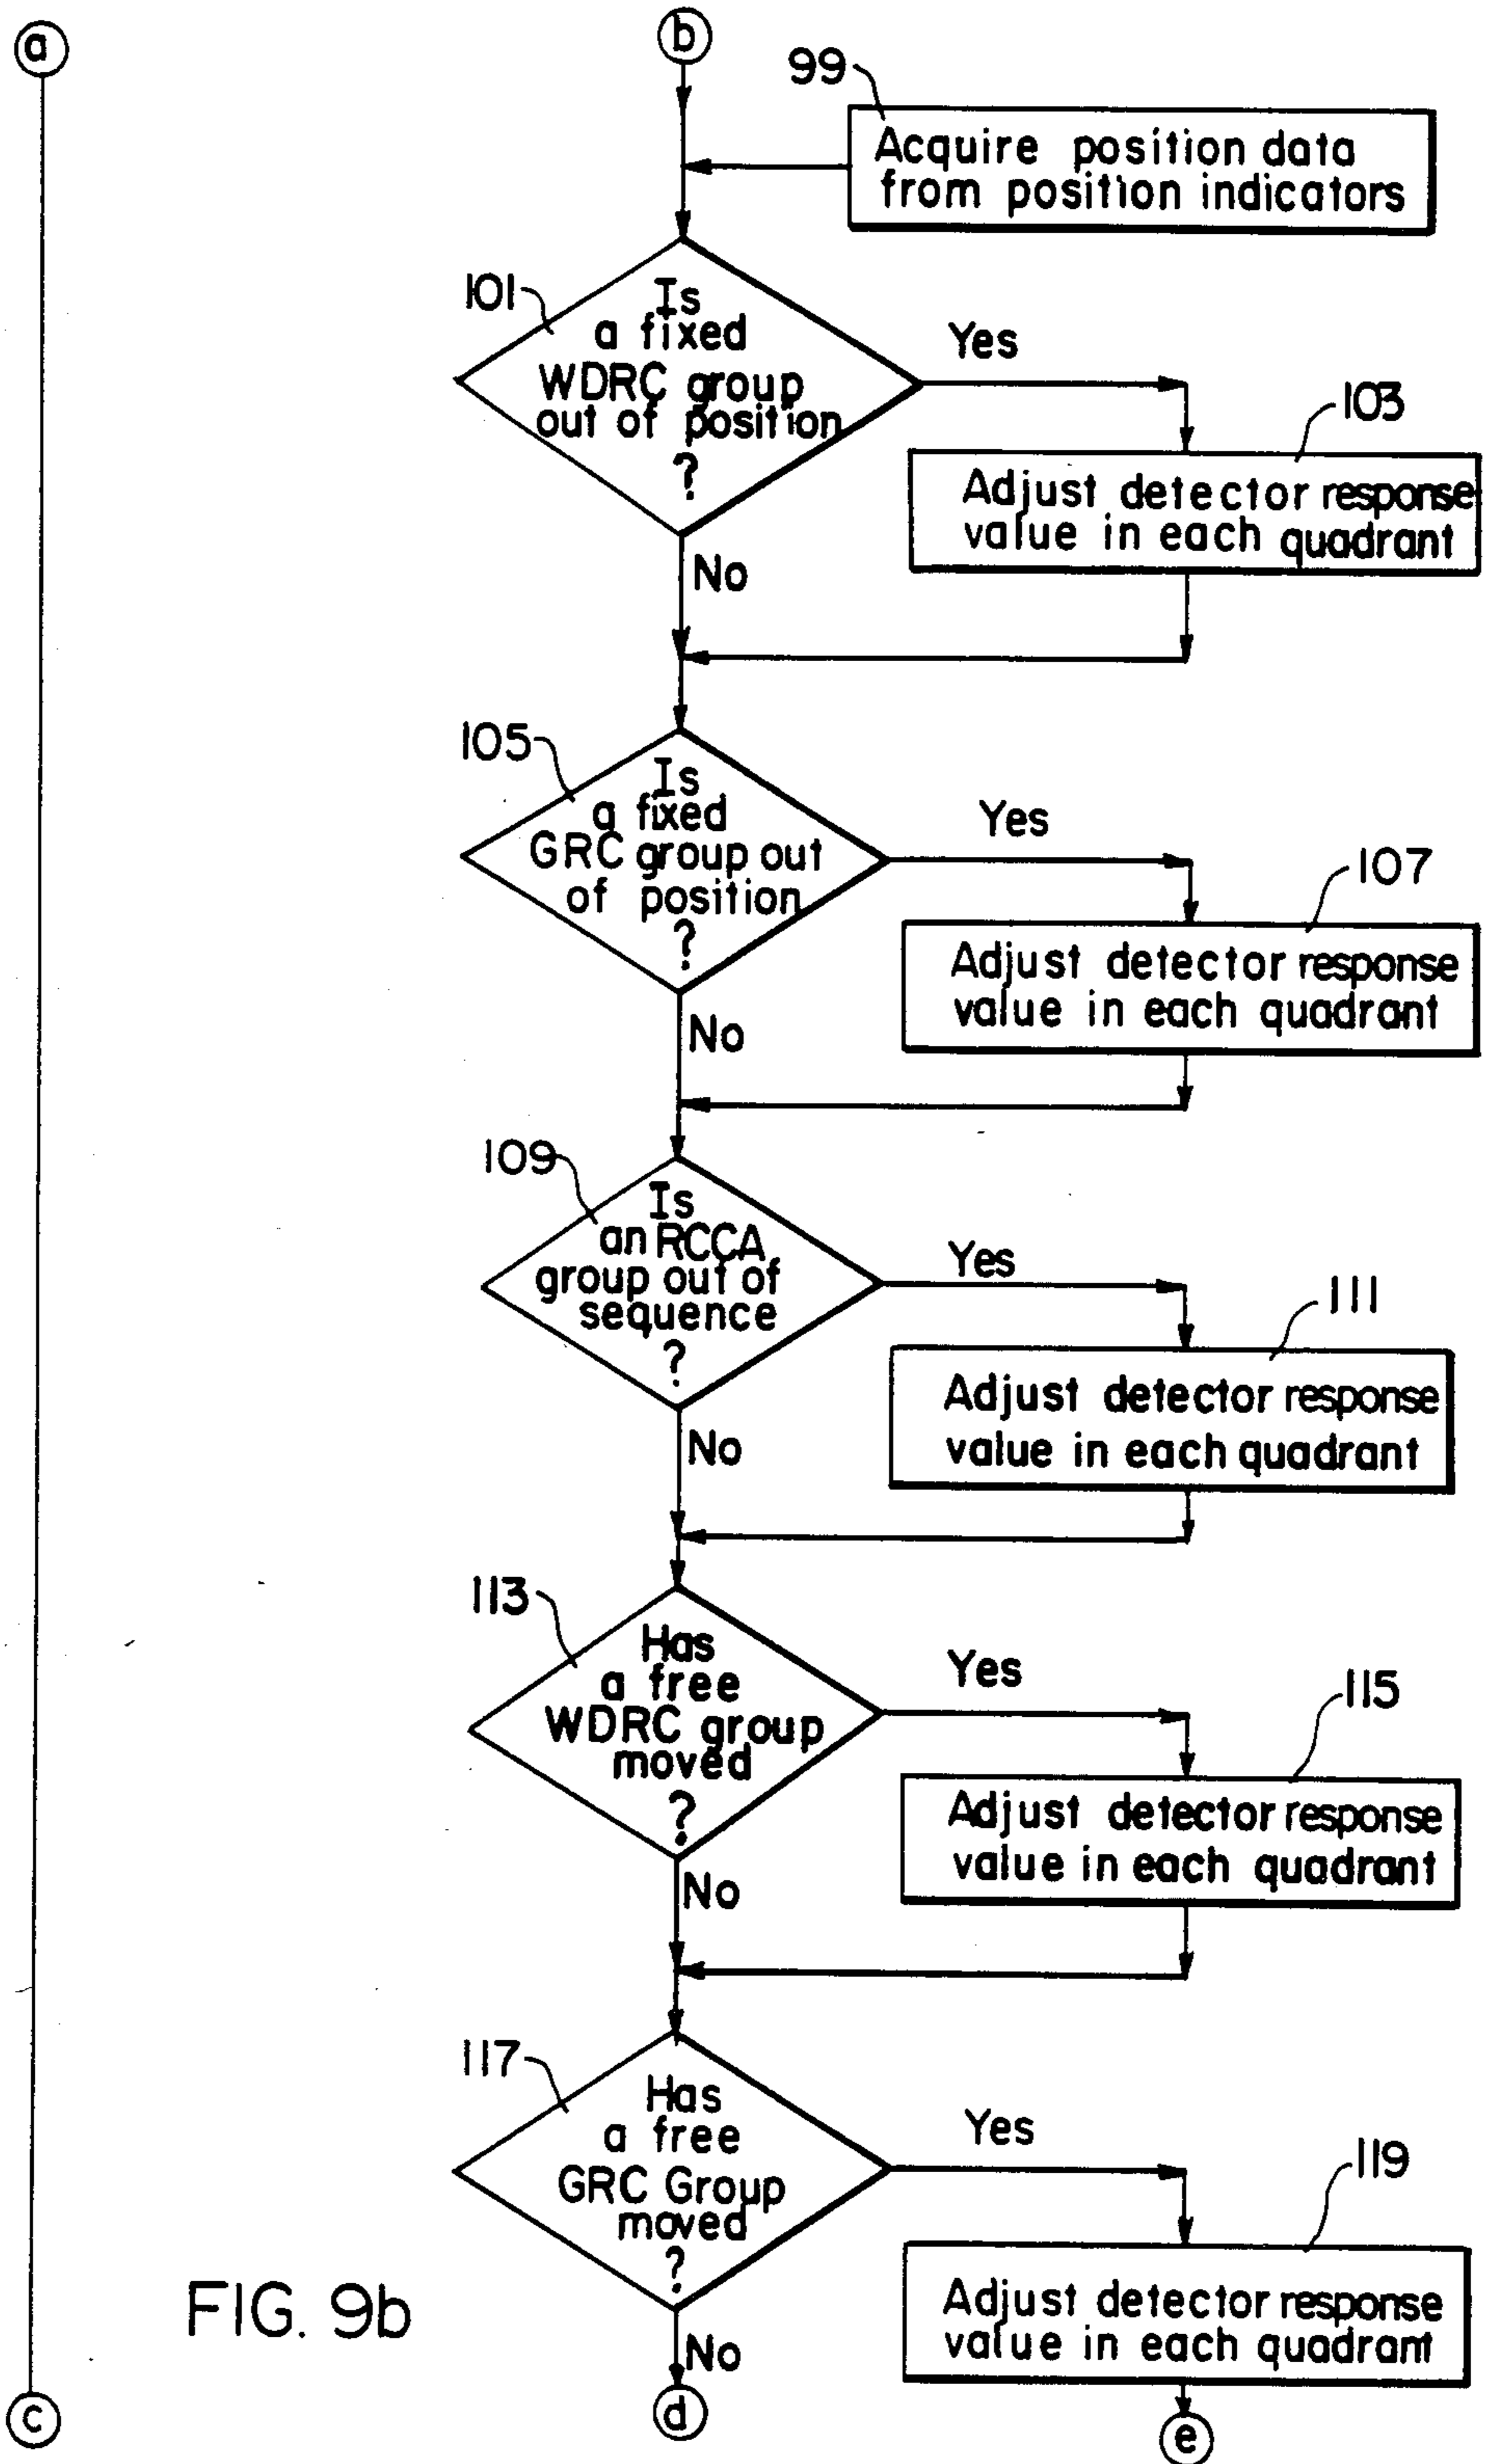 a
b
99
Acquire position data
from position indicators
101
Is
a fixed
WDRC group
out of position
?
Yes
103
Adjust detector response
value in each quadrant
No
105
Is
a fixed
GRC group out
of position
?
Yes
107
Adjust detector response
value in each quadrant
No
109
Is
an RCCA
group out of
sequence
?
Yes
111
Adjust detector response
value in each quadrant
No
113
Has
a free
WDRC group
moved
?
Yes
115
Adjust detector response
value in each quadrant
No
117
Has
a free
GRC Group
moved
?
Yes
119
Adjust detector response
value in each quadrant
No
FIG. 9b
c
d
e